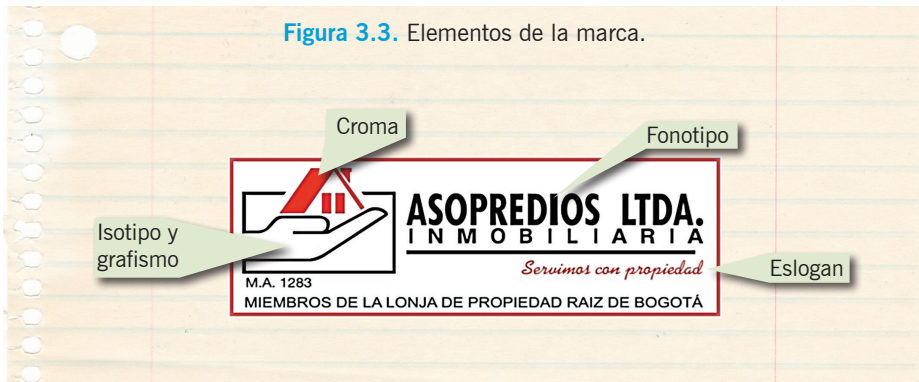 Figura 3.3. Elementos de la marca.
Croma
Fonotipo
Isotipo y
grafismo
ASOPREDIOS LTDA.
INMOBILIARIA
Servimos con propiedad
Eslogan
M.A. 1283
MIEMBROS DE LA LONJA DE PROPIEDAD RAIZ DE BOGOTÁ